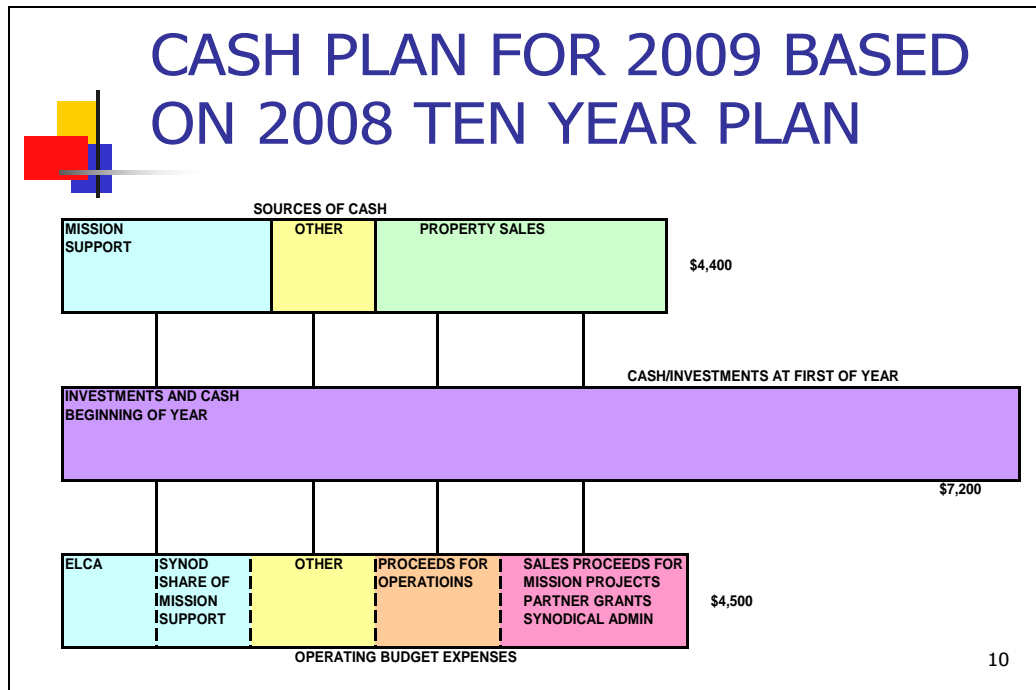 CASH PLAN FOR 2009 BASED
ON 2008 TEN YEAR PLAN
SOURCES OF CASH
MISSION
SUPPORT
OTHER
PROPERTY SALES
$4,400
CASH/INVESTMENTS AT FIRST OF YEAR
INVESTMENTS AND CASH
BEGINNING OF YEAR
$7,200
ELCA
SYNOD
SHARE OF
MISSION
SUPPORT
OTHER
PROCEEDS FOR
OPERATIOINS
SALES PROCEEDS FOR
MISSION PROJECTS
PARTNER GRANTS
SYNODICAL ADMIN
$4,500
OPERATING BUDGET EXPENSES
10